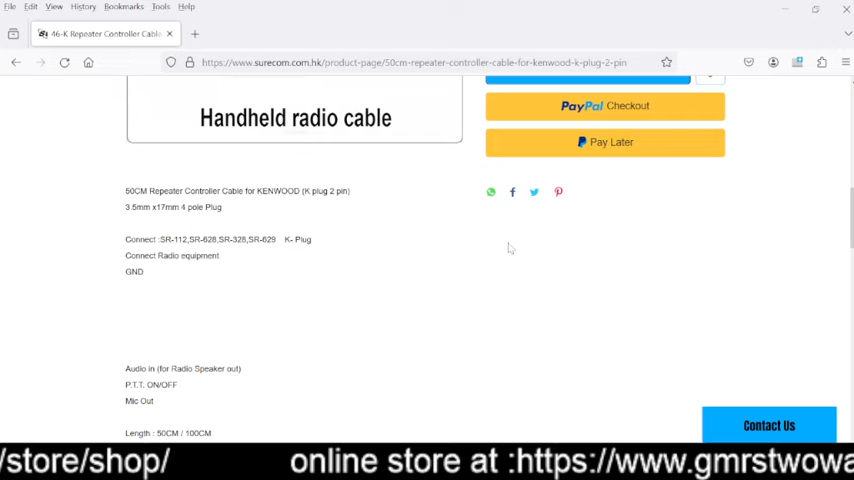 File Edit View History Bookmarks Tools Help
46-K Repeater Controller Cable
https://www.surecom.com.hk/product-page/50cm-repeater-controller-cable-for-kenwood-k-plug-2-pin
Handheld radio cable
PayPal Checkout
Pay Later
50CM Repeater Controller Cable for KENWOOD (K plug 2 pin)
3.5mm x17mm 4 pole Plug
Connect :SR-112,SR-628,SR-328,SR-629 K- Plug
Connect Radio equipment
GND
Audio in (for Radio Speaker out)
P.T.T. ON/OFF
Mic Out
Length : 50CM / 100CM
Contact Us
/store/shop/ online store at :https://www.gmrstwowa